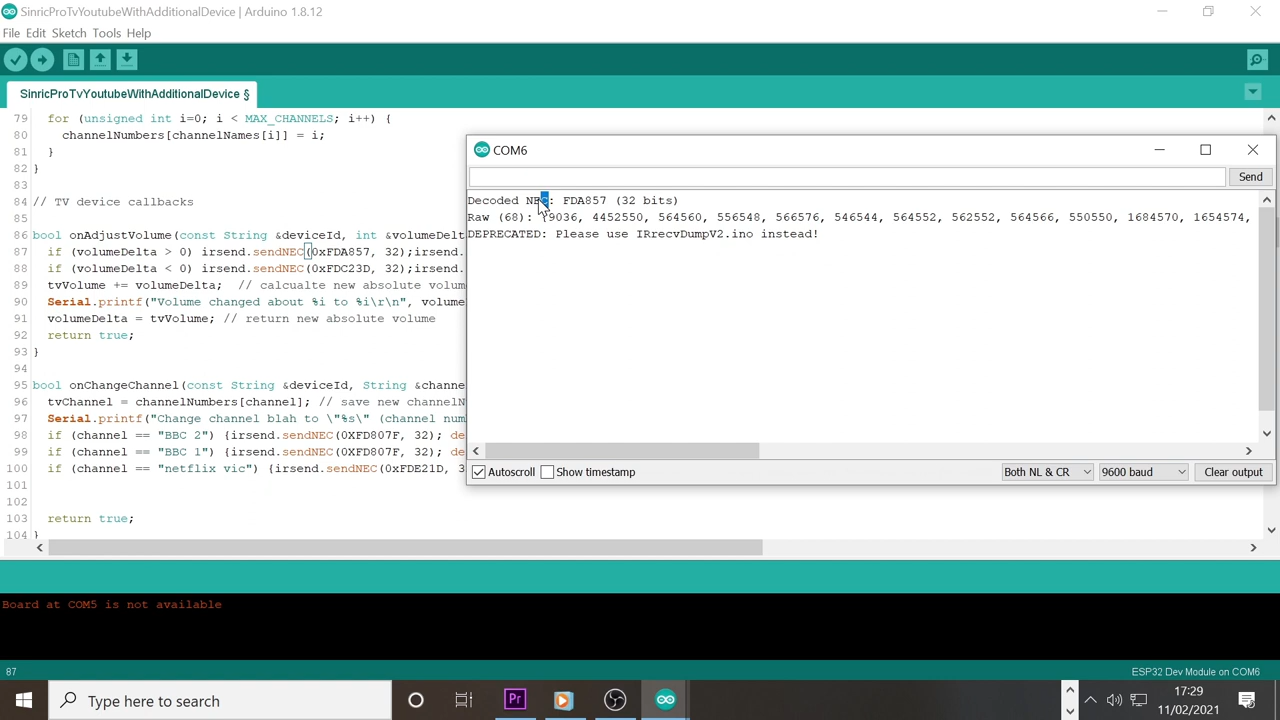 SinricProTvYoutubeWithAdditionalDevice | Arduino 1.8.12
File Edit Sketch Tools Help
SinricProTvYoutubeWithAdditionalDevice §
79 for (unsigned int i=0; i < MAX_CHANNELS; i++) {
80 channelNumbers[channelNames[i]] = i;
81 }
82 }
83
84 // TV device callbacks
85
86 bool onAdjustVolume(const String &deviceId, int &volumeDelt
87 if (volumeDelta > 0) irsend.sendNEC(0xFDA857, 32);irsend.
88 if (volumeDelta < 0) irsend.sendNEC(0xFDC23D, 32);irsend.
89 tvVolume += volumeDelta; // calcualte new absolute volum
90 Serial.printf("Volume changed about %i to %i\r\n", volume
91 volumeDelta = tvVolume; // return new absolute volume
92 return true;
93 }
94
95 bool onChangeChannel(const String &deviceId, String &channe
96 tvChannel = channelNumbers[channel]; // save new channelN
97 Serial.printf("Change channel blah to \"%s\" (channel num
98 if (channel == "BBC 2") {irsend.sendNEC(0XFD807F, 32); de
99 if (channel == "BBC 1") {irsend.sendNEC(0XFD807F, 32); de
100 if (channel == "netflix vic") {irsend.sendNEC(0XFDE21D, 3
101
102
103 return true;
104 }
COM6
Send
Decoded NEC: FDA857 (32 bits)
Raw (68): 9036, 4452550, 564560, 556548, 566576, 546544, 564552, 562552, 564566, 550550, 1684570, 1654574,
DEPRECATED: Please use IRrecvDumpV2.ino instead!
Autoscroll Show timestamp Both NL & CR 9600 baud Clear output
Board at COM5 is not available
87 ESP32 Dev Module on COM6
Type here to search
Pr
17:29
11/02/2021